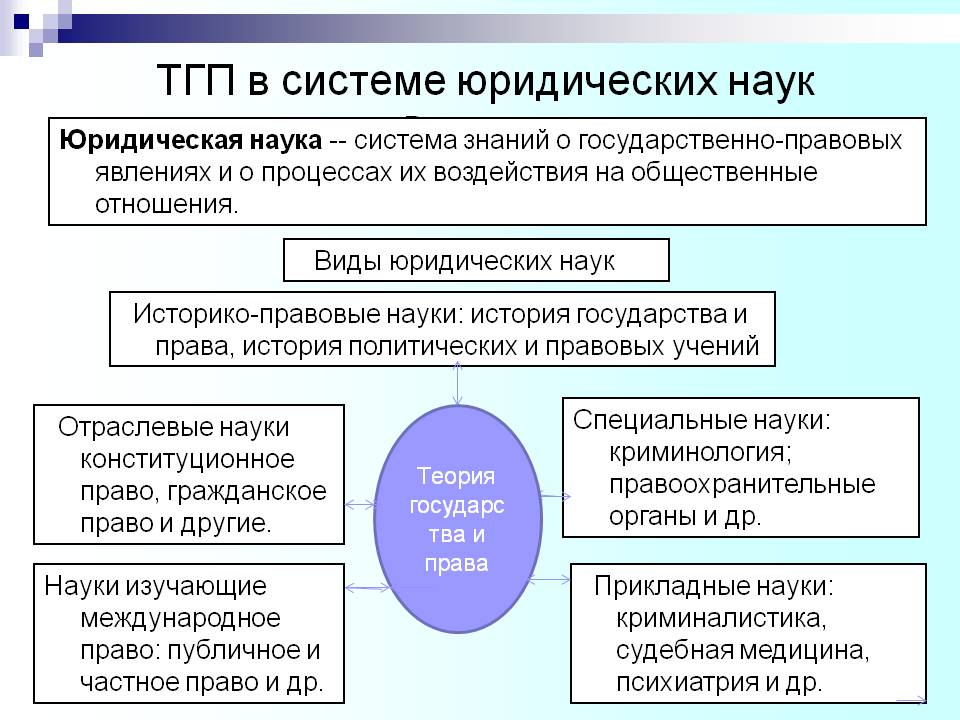 ТГП в системе юридических наук
Юридическая наука -- система знаний о государственно-правовых
явлениях и о процессах их воздействия на общественные
отношения.
Виды юридических наук
Историко-правовые науки: история государства и
права, история политических и правовых учений
Отраслевые науки
конституционное
право, гражданское
право и другие.
Теория
государс
тва и
права
Специальные науки:
криминология;
правоохранительные
органы и др.
Науки изучающие
международное
право: публичное и
частное право и др.
Прикладные науки:
криминалистика,
судебная медицина,
психиатрия и др.